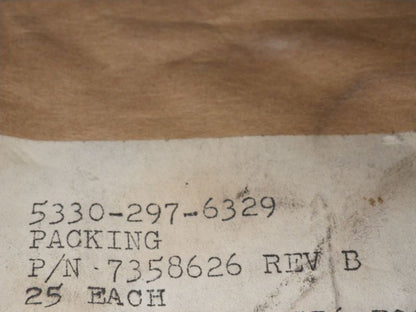 5330-297-6329
PACKING
P/N 7358626 REV B
25 EACH